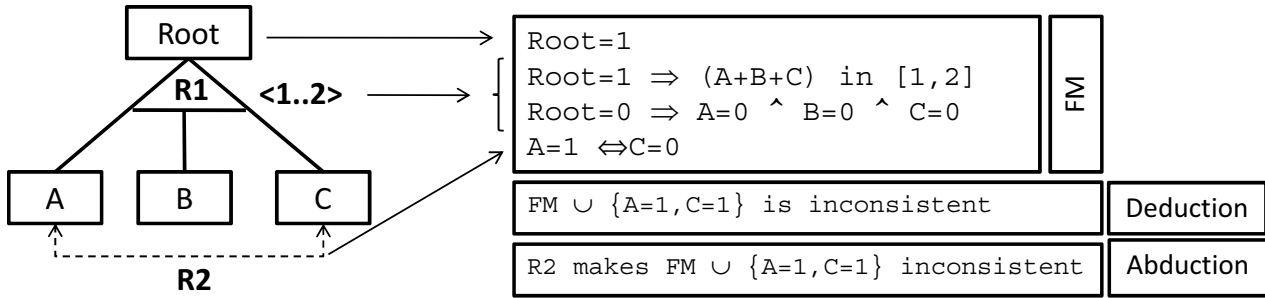 Root
R1 <1..2>
A B C
R2
Root=1
Root=1 ⇒ (A+B+C) in [1,2]
Root=0 ⇒ A=0 ^ B=0 ^ C=0
A=1 ⇔C=0
FM
FM ∪ {A=1,C=1} is inconsistent
Deduction
R2 makes FM ∪ {A=1,C=1} inconsistent
Abduction